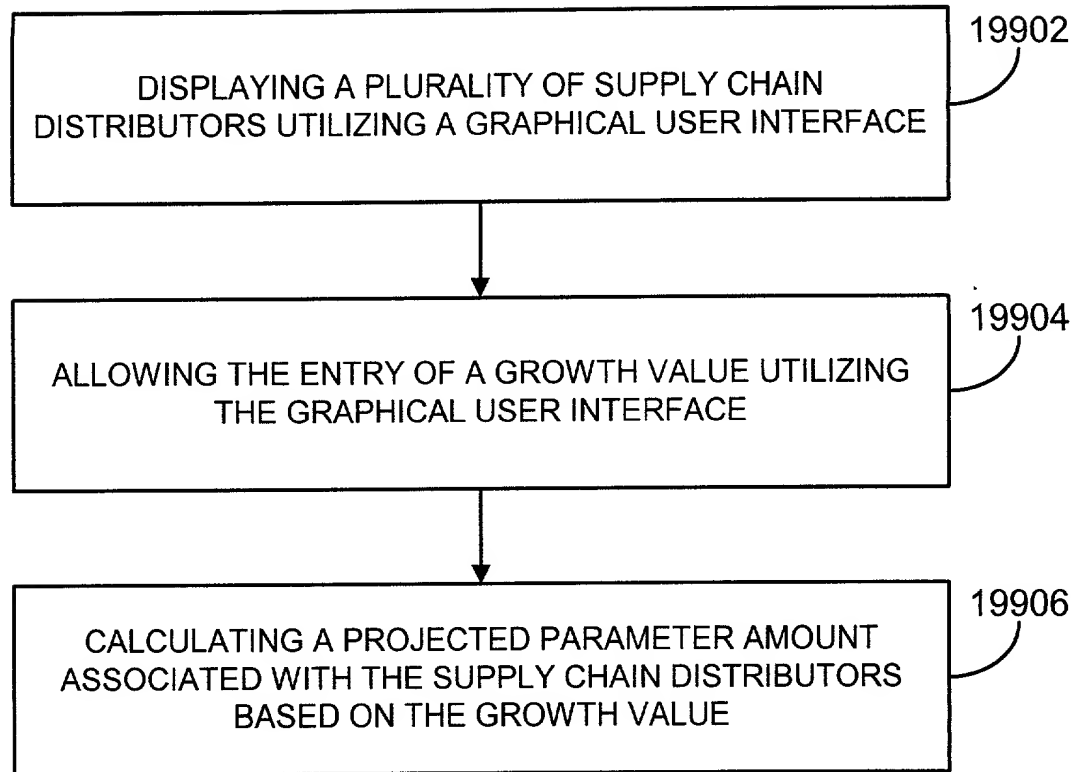 19902
DISPLAYING A PLURALITY OF SUPPLY CHAIN
DISTRIBUTORS UTILIZING A GRAPHICAL USER INTERFACE
19904
ALLOWING THE ENTRY OF A GROWTH VALUE UTILIZING
THE GRAPHICAL USER INTERFACE
19906
CALCULATING A PROJECTED PARAMETER AMOUNT
ASSOCIATED WITH THE SUPPLY CHAIN DISTRIBUTORS
BASED ON THE GROWTH VALUE